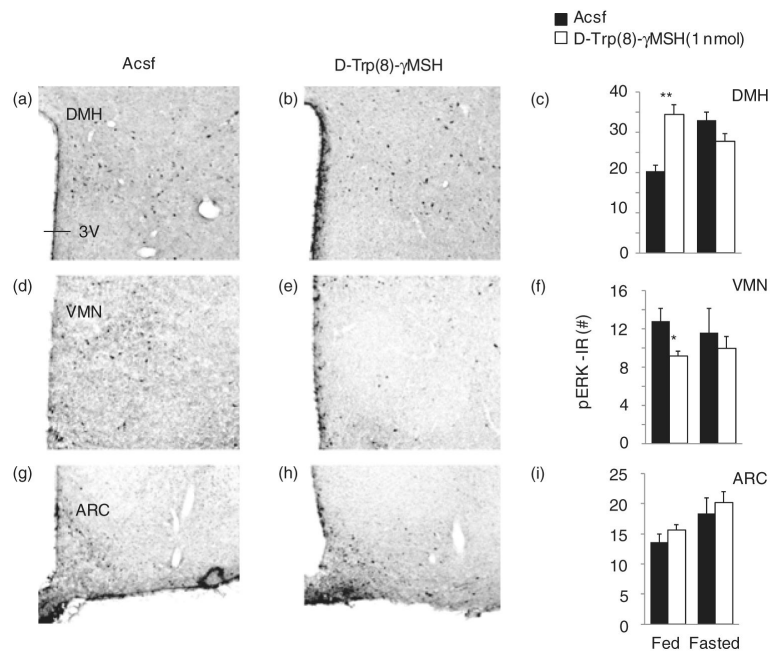 Acsf
D-Trp(8)-γMSH(1 nmol)
Acsf
D-Trp(8)-γMSH
(a)
DMH
3V
(b)
(c)
DMH
40
30
30
20
10
0
**
(d)
VMN
(e)
(f)
VMN
16
12
8
4
0
*
pERK -IR (#)
(g)
ARC
(h)
(i)
ARC
25
20
15
10
5
0
Fed
Fasted